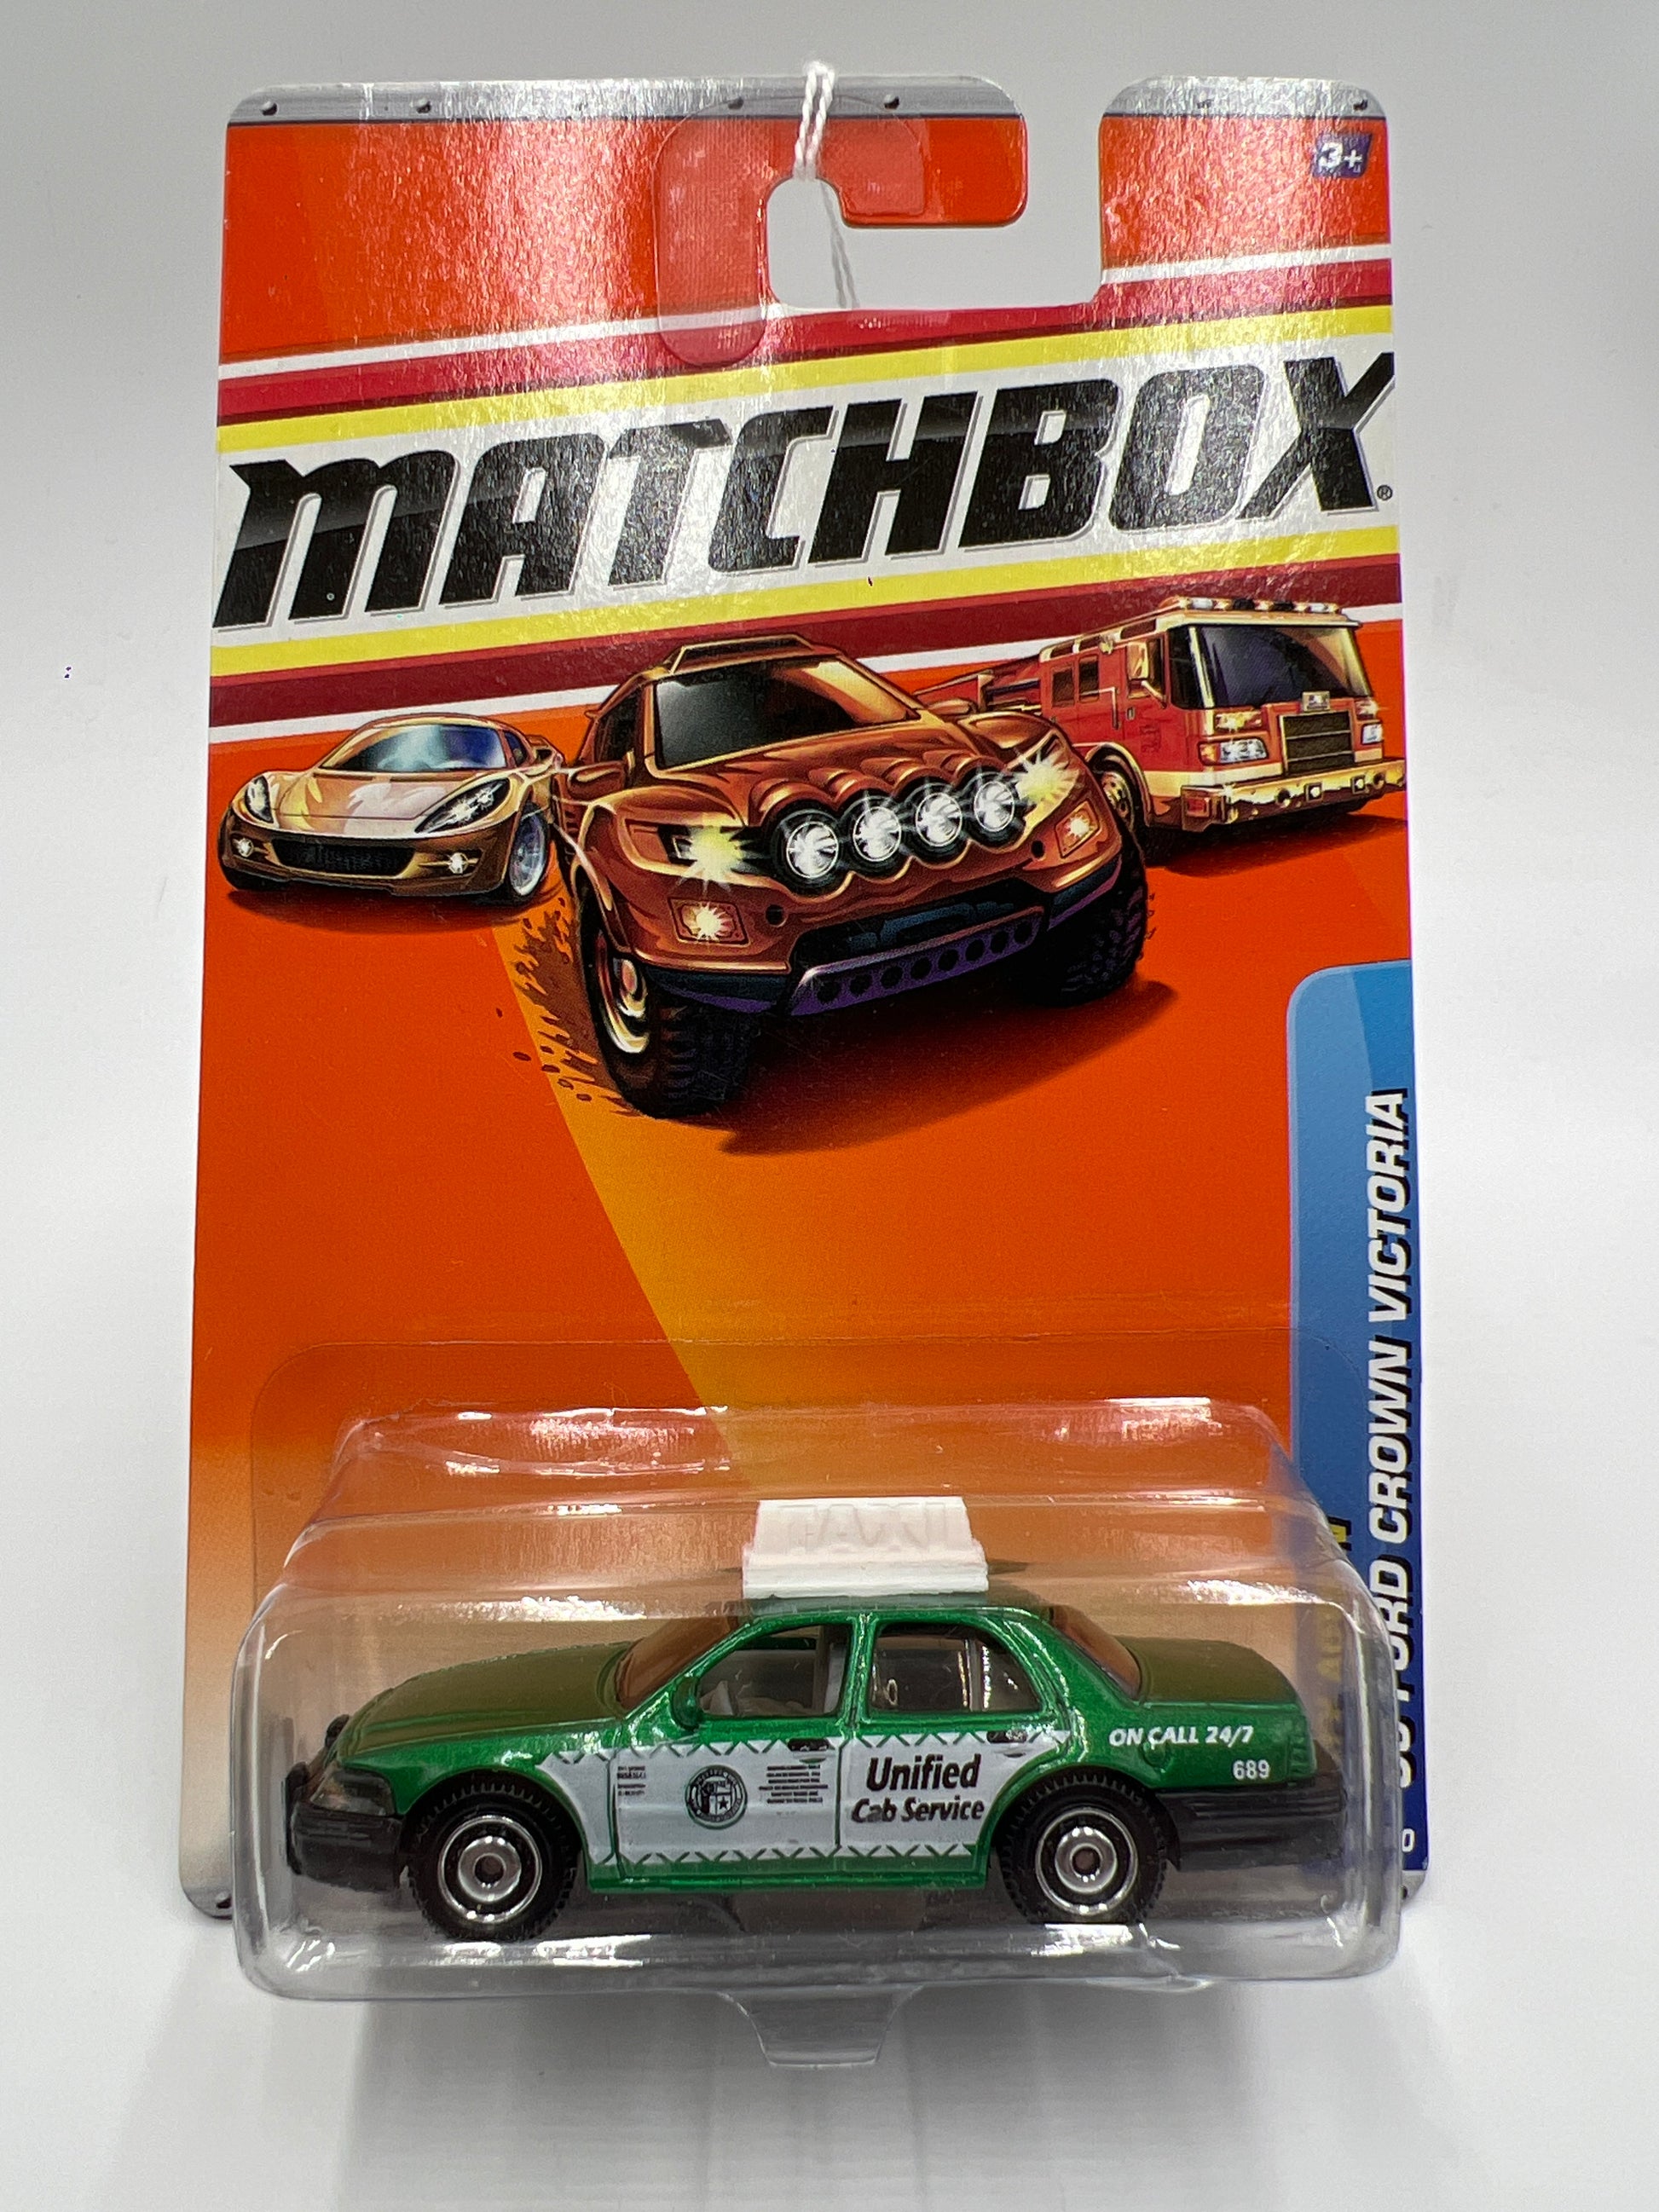 3+
MATCHBOX®
FORD CROWN VICTORIA
TAXI
ON CALL 24/7
689
Unified
Cab Service